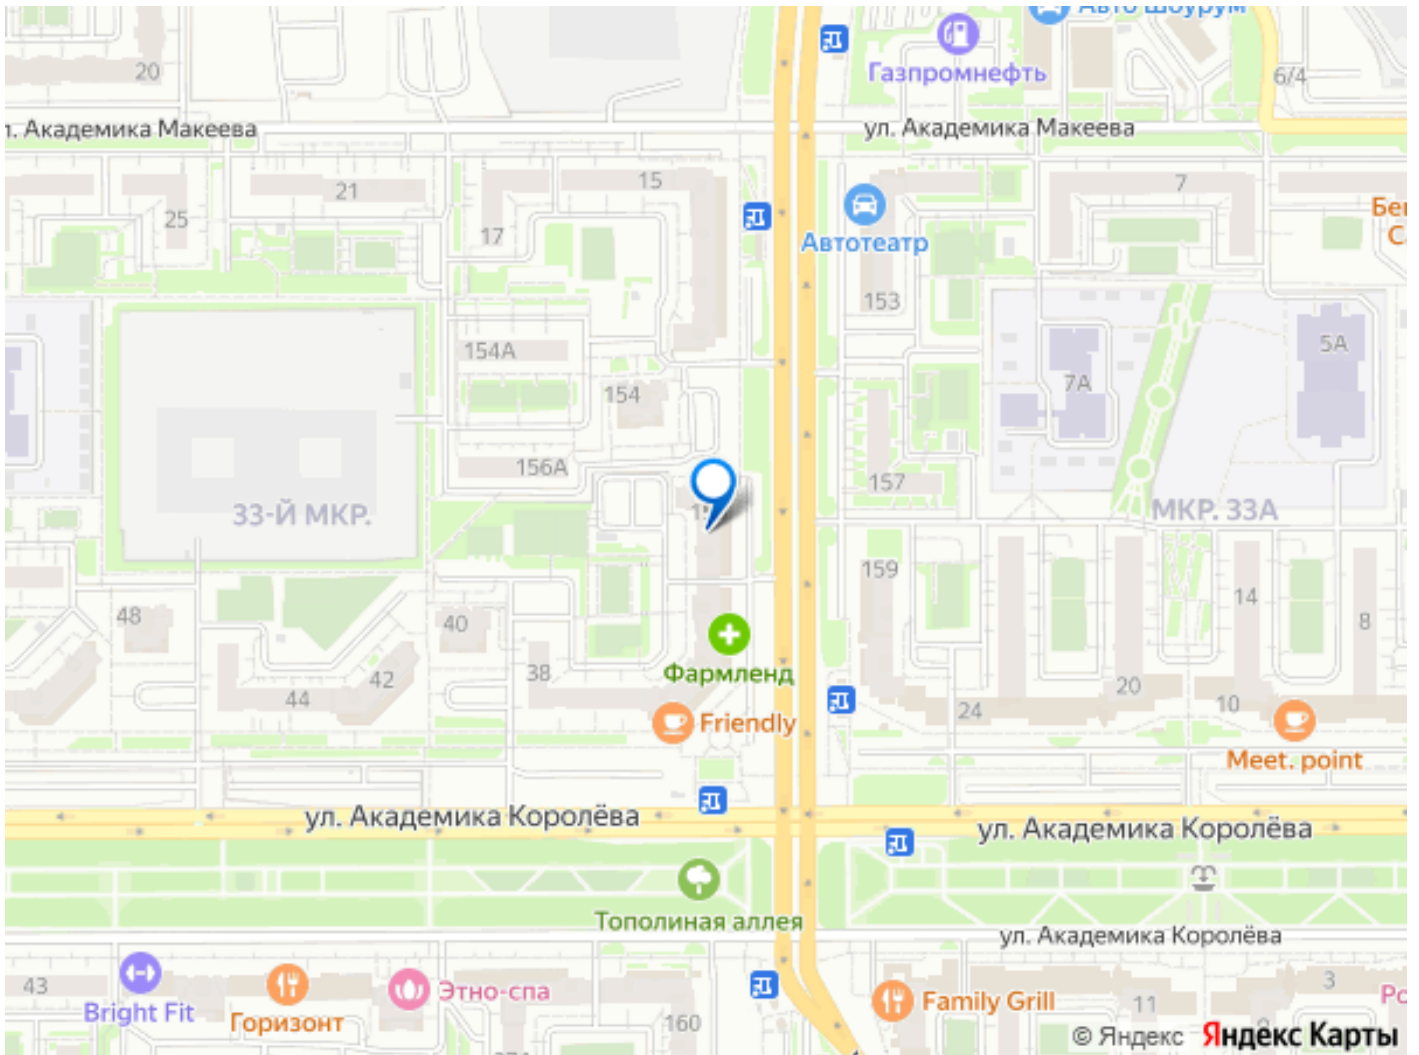 Авто Шоурум
Газпромнефть
20
6/4
ул. Академика Макеева
ул. Академика Макеева
15
21
7
25
17
Автотеатр
153
154А
5А
7А
154
156А
157
33-Й МКР.
МКР. 33А
159
14
48
40
8
Фармленд
38
42
44
20
10
24
Friendly
Meet. point
ул. Академика Королёва
ул. Академика Королёва
Тополиная аллея
ул. Академика Королёва
43
Этно-спа
3
Bright Fit
Горизонт
Family Grill
11
160
© Яндекс Яндекс Карты